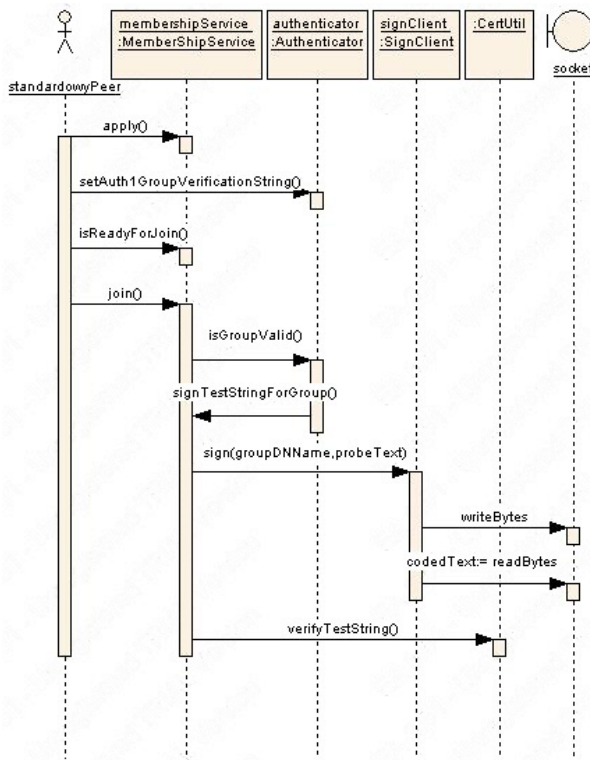 membershipService
:MemberShipService
authenticator
:Authenticator
signClient
:SignClient
:CertUtil
standardowyPeer
socket
apply()
setAuth1GroupVerificationString()
isReadyForJoin()
join()
isGroupValid()
signTestStringForGroup()
sign(groupDNName,probeText)
writeBytes
codedText:= readBytes
verifyTestString()